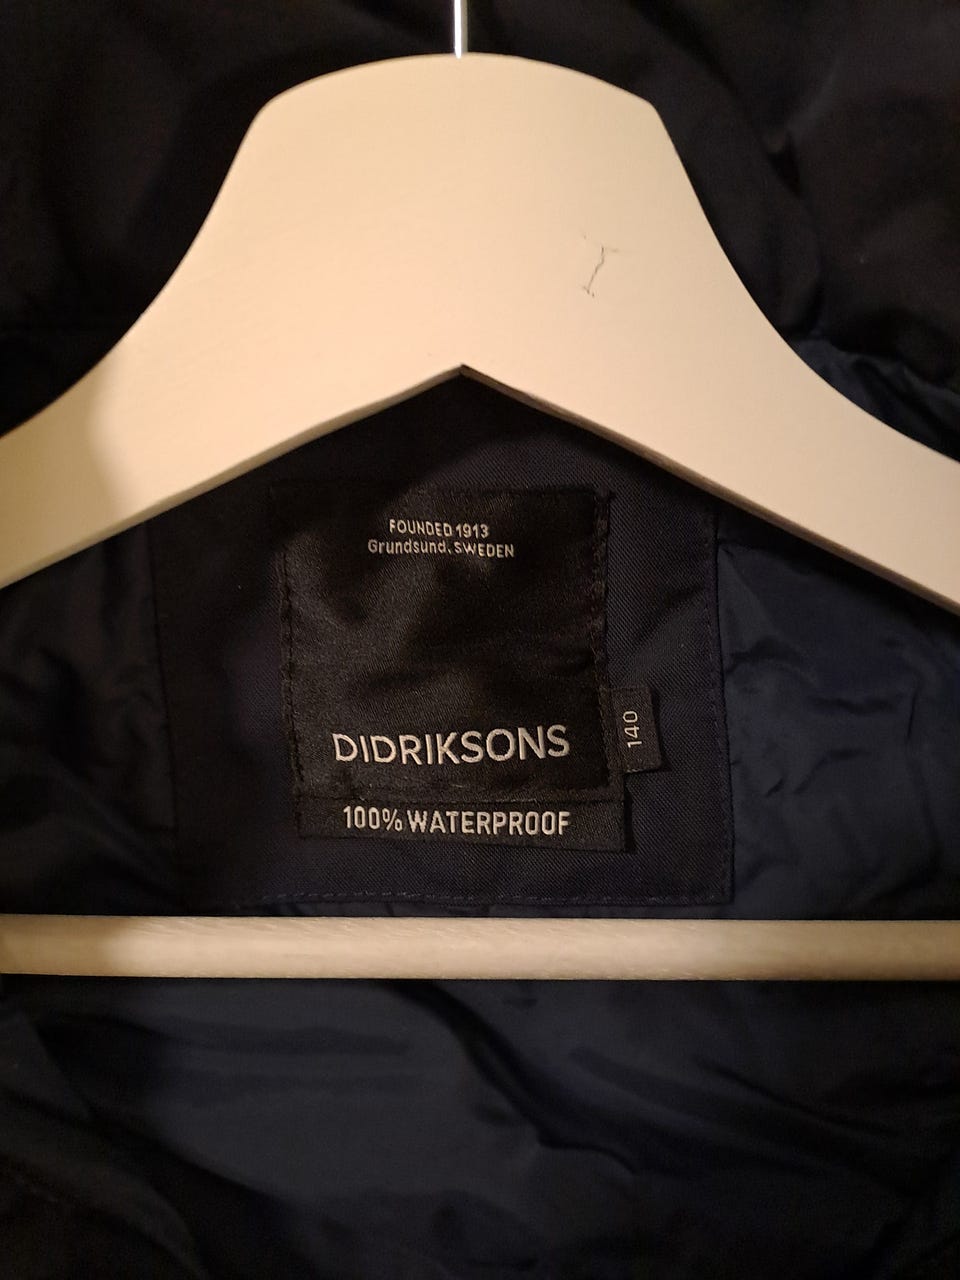 FOUNDED 1913
Grundsund, SWEDEN
DIDRIKSONS
140
100% WATERPROOF